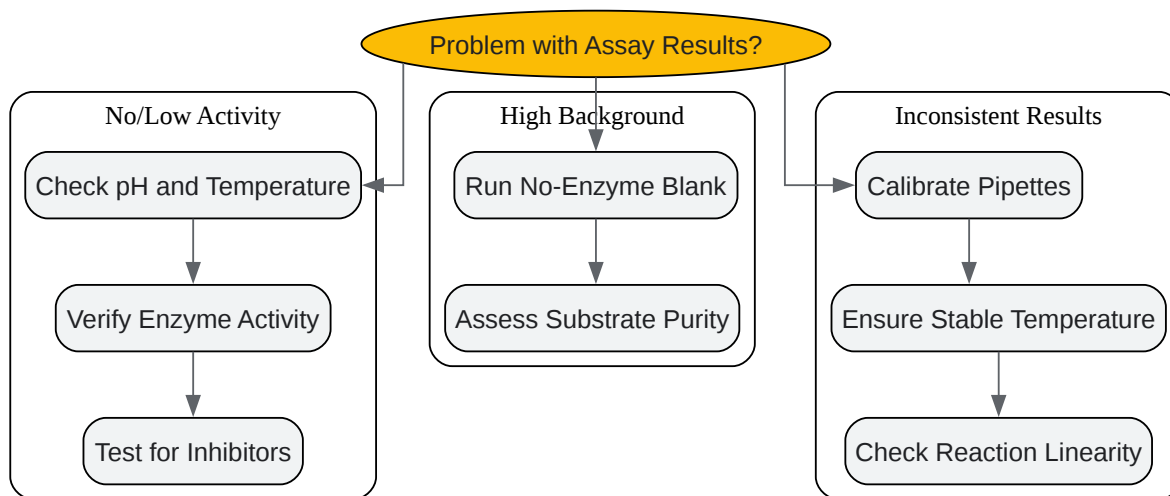 Problem with Assay Results?
No/Low Activity
Check pH and Temperature
Verify Enzyme Activity
Test for Inhibitors
High Background
Run No-Enzyme Blank
Assess Substrate Purity
Inconsistent Results
Calibrate Pipettes
Ensure Stable Temperature
Check Reaction Linearity